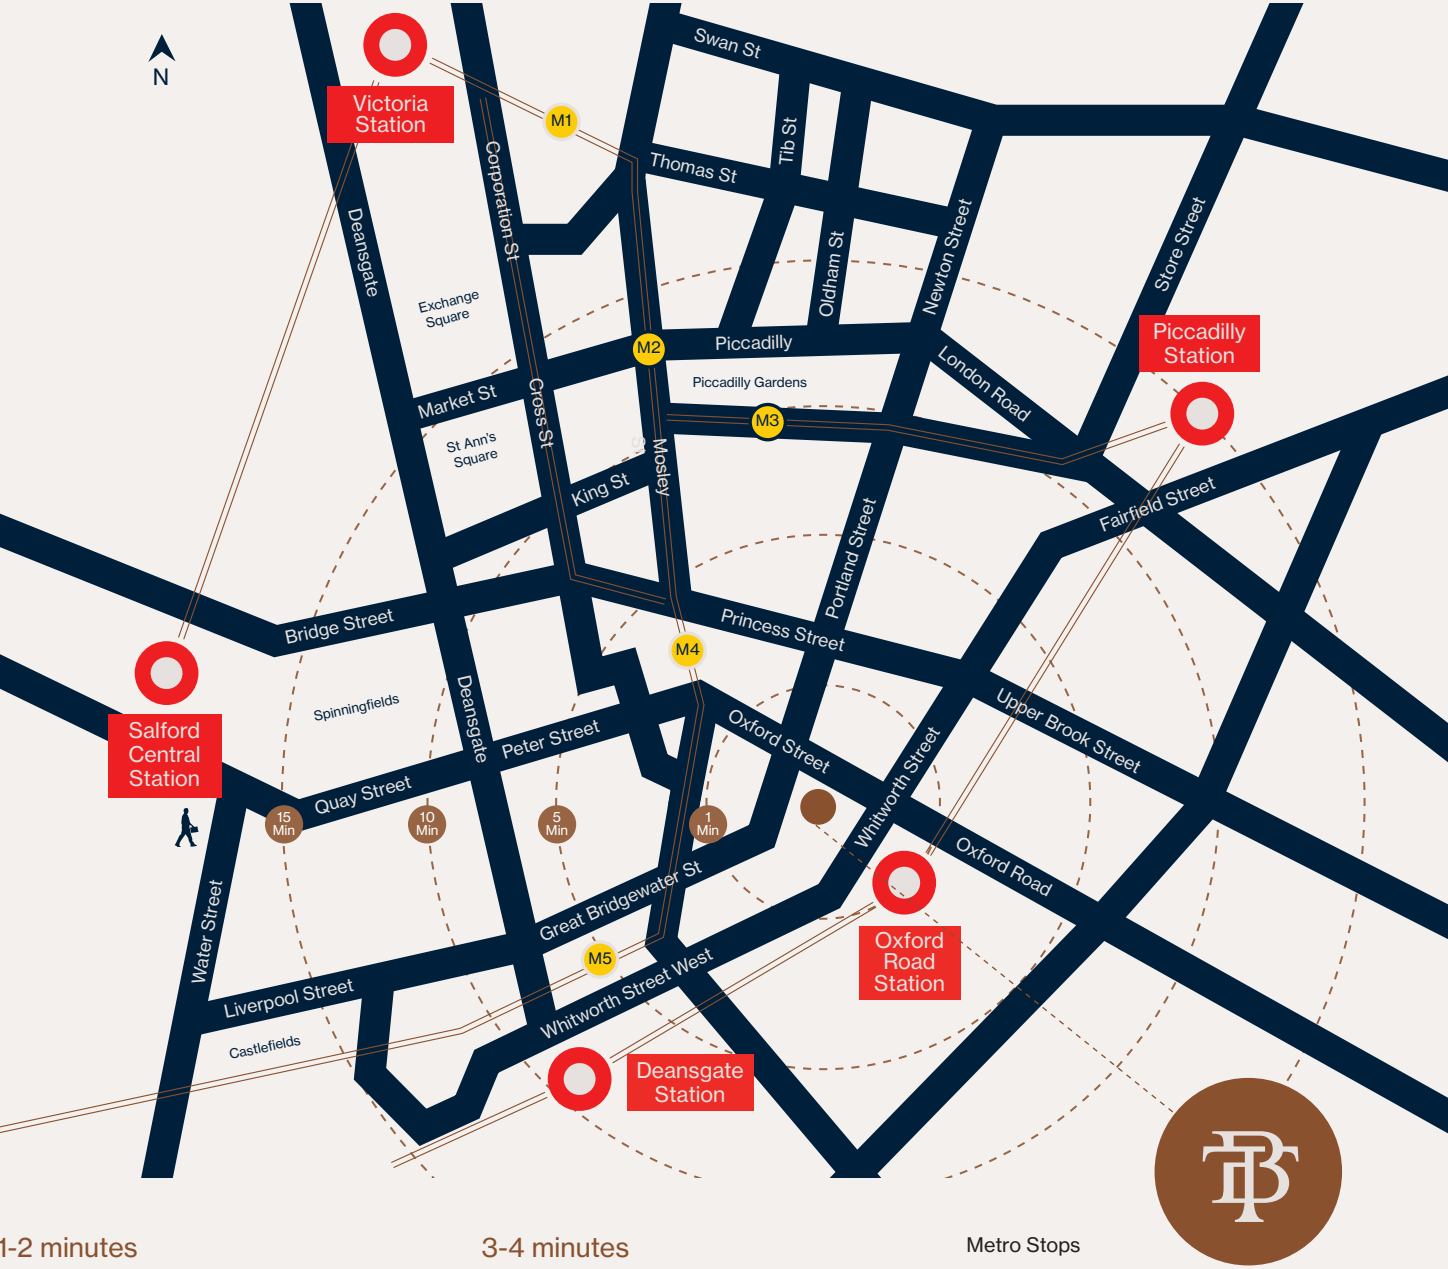 Swan St
N
Victoria
Station
M1
Tib St
Thomas St
Corporation St
Deansgate
Newton Street
Store Street
Oldham St
Exchange
Square
Piccadilly
Station
M2
Piccadilly
London Road
Piccadilly Gardens
Market St
Cross St
M3
St Ann's
Square
Mosley
S
King St
Fairfield Street
Portland Street
Bridge Street
Princess Street
M4
Spinningfields
Deansgate
Upper Brook Street
Salford
Central
Station
Peter Street
Oxford Street
Whitworth Street
Quay Street
15
Min
10
Min
5
Min
1
Min
Oxford Road
Great Bridgewater St
Water Street
Oxford
Road
Station
M5
Whitworth Street West
Liverpool Street
Castlefields
Deansgate
Station
TB
1-2 minutes
3-4 minutes
Metro Stops